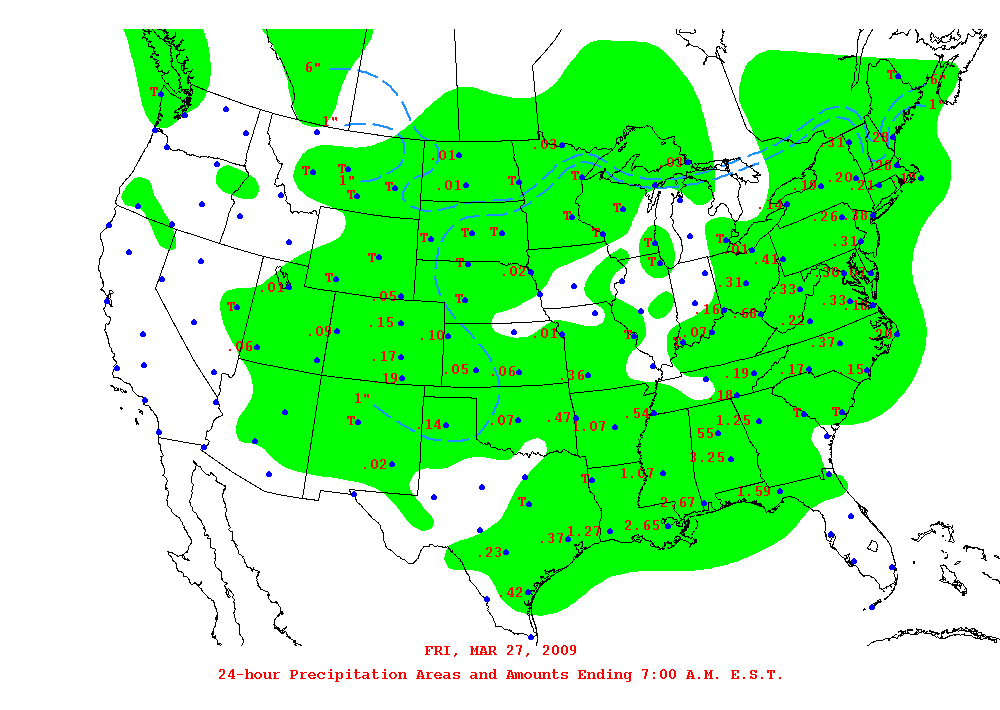 6"
6"
T
T
1"
1"
.28
.03
.31
.01
.01
T
T
1"
.28
T
T
.01
T
T
.20
.21
.19
T
.14
T
T
.26
.38
T
T
T
T
T
T
.01
.31
T
.41
T
T
.02
.30
.01
.01
.31
.33
.05
T
T
.33
.18
.16
.68
.22
.15
.09
.10
.01
T
.07
.20
.06
.17
.37
.19
.05
.06
.36
.19
.17
.15
1"
.18
T
.14
.07
.47
1.07
.54
1.25
T
T
.55
.02
3.25
T
1.07
1.59
T
2.67
.23
.37
1.27
2.65
.42
FRI, MAR 27, 2009
24-hour Precipitation Areas and Amounts Ending 7:00 A.M. E.S.T.